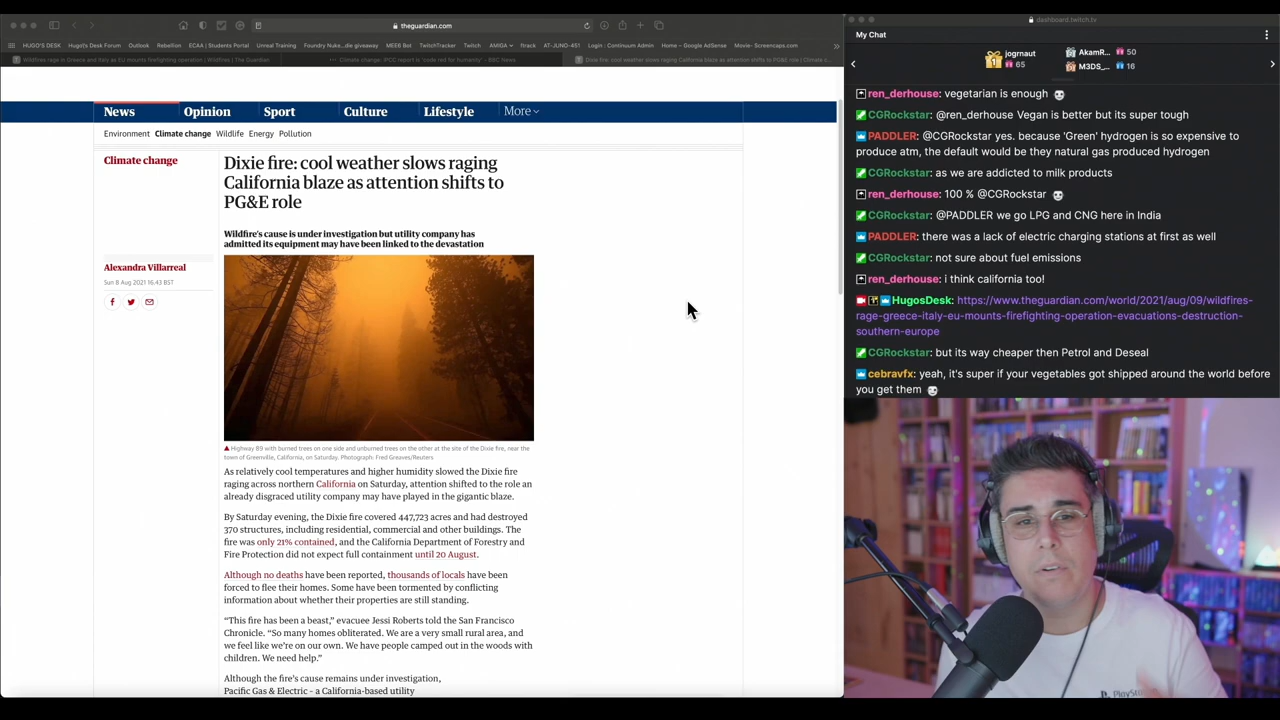 theguardian.com
HUGO'S DESK
Hugo's Desk Forum
Outlook
Rebellion
ECAA | Students Portal
Unreal Training
Foundry Nuks...die giveaway
MEE6 Bot
TwitchTracker
Twitch
AMIGA
ftrack
AT-JUNO-451
Login : Continuum Admin
Home – Google AdSense
Movie- Screencaps.com
Wildfires rage in Greece and Italy as EU mounts firefighting operation | Wildfires | The Guardian
Climate change: IPCC report is 'code red for humanity' - BBC News
Dixie fire: cool weather slows raging California blaze as attention shifts to PG&E role | Climate c...
News
Opinion
Sport
Culture
Lifestyle
More
Environment
Climate change
Wildlife
Energy
Pollution
Climate change
Dixie fire: cool weather slows raging
California blaze as attention shifts to
PG&E role
Wildfire's cause is under investigation but utility company has
admitted its equipment may have been linked to the devastation
Alexandra Villarreal
Sun 8 Aug 2021 16:43 BST
Highway 89 with burned trees on one side and unburned trees on the other at the site of the Dixie fire, near the
town of Greenville, California, on Saturday. Photograph: Fred Greaves/Reuters
As relatively cool temperatures and higher humidity slowed the Dixie fire
raging across northern California on Saturday, attention shifted to the role an
already disgraced utility company may have played in the gigantic blaze.
By Saturday evening, the Dixie fire covered 447,723 acres and had destroyed
370 structures, including residential, commercial and other buildings. The
fire was only 21% contained, and the California Department of Forestry and
Fire Protection did not expect full containment until 20 August.
Although no deaths have been reported, thousands of locals have been
forced to flee their homes. Some have been tormented by conflicting
information about whether their properties are still standing.
“This fire has been a beast,” evacuee Jessi Roberts told the San Francisco
Chronicle. “So many homes obliterated. We are a very small rural area, and
we feel like we’re on our own. We have people camped out in the woods with
children. We need help.”
Although the fire’s cause remains under investigation,
Pacific Gas & Electric – a California-based utility
dashboard.twitch.tv
My Chat
jognaut
65
AkamR...
50
M3DS_...
16
ren_derhouse: vegetarian is enough
CGRockstar: @ren_derhouse Vegan is better but its super tough
PADDLER: @CGRockstar yes. because 'Green' hydrogen is so expensive to
produce atm, the default would be they natural gas produced hydrogen
CGRockstar: as we are addicted to milk products
ren_derhouse: 100 % @CGRockstar
CGRockstar: @PADDLER we go LPG and CNG here in India
PADDLER: there was a lack of electric charging stations at first as well
CGRockstar: not sure about fuel emissions
ren_derhouse: i think california too!
HugosDesk: https://www.theguardian.com/world/2021/aug/09/wildfires-
rage-greece-italy-eu-mounts-firefighting-operation-evacuations-destruction-
southern-europe
CGRockstar: but its way cheaper then Petrol and Deseal
cebravfx: yeah, it's super if your vegetables got shipped around the world before
you get them